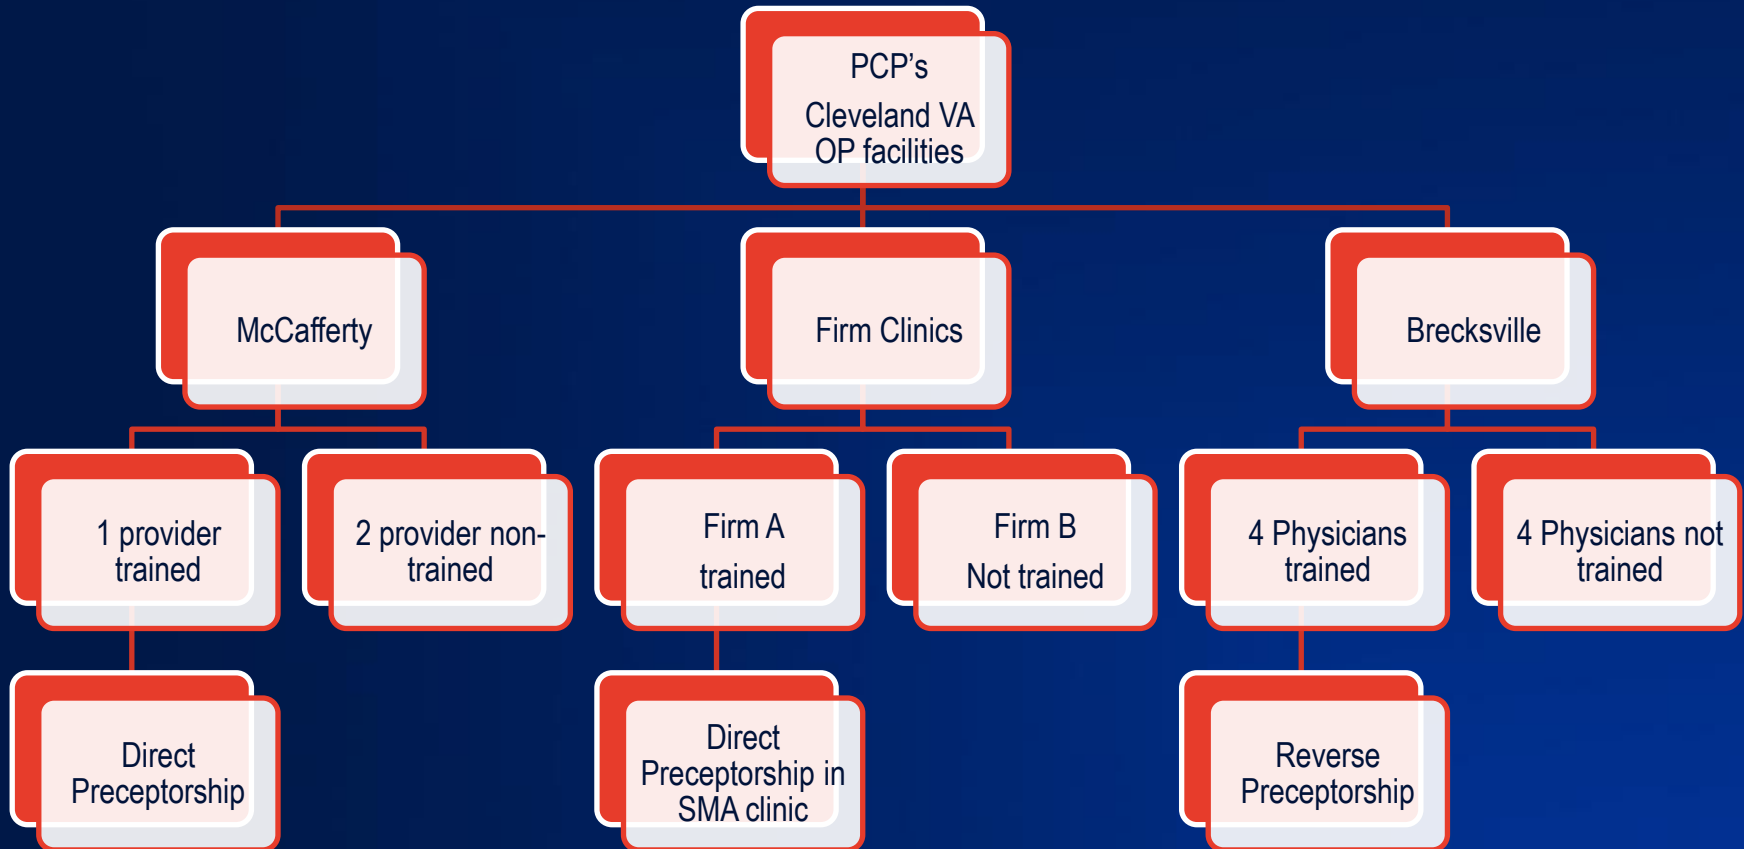 PCP’s
Cleveland VA
OP facilities
McCafferty
Firm Clinics
Brecksville
1 provider
trained
2 provider non-
trained
Firm A
trained
Firm B
Not trained
4 Physicians
trained
4 Physicians not
trained
Direct
Preceptorship
Direct
Preceptorship in
SMA clinic
Reverse
Preceptorship